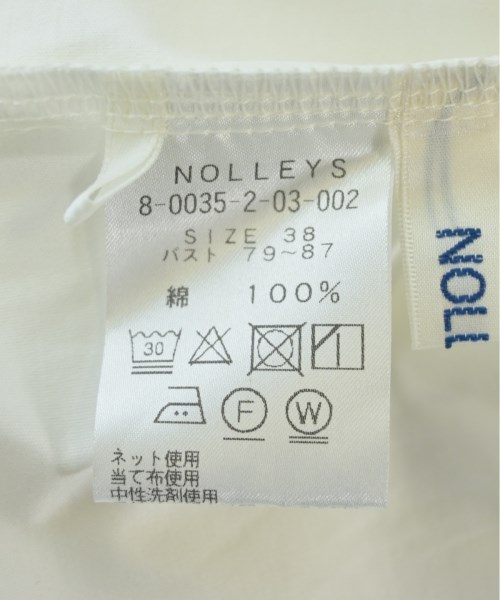 NOLLEYS
8-0035-2-03-002
SIZE 38
バスト 79~87
綿 100%
30
F W
ネット使用
当て布使用
中性洗剤使用
NOLL